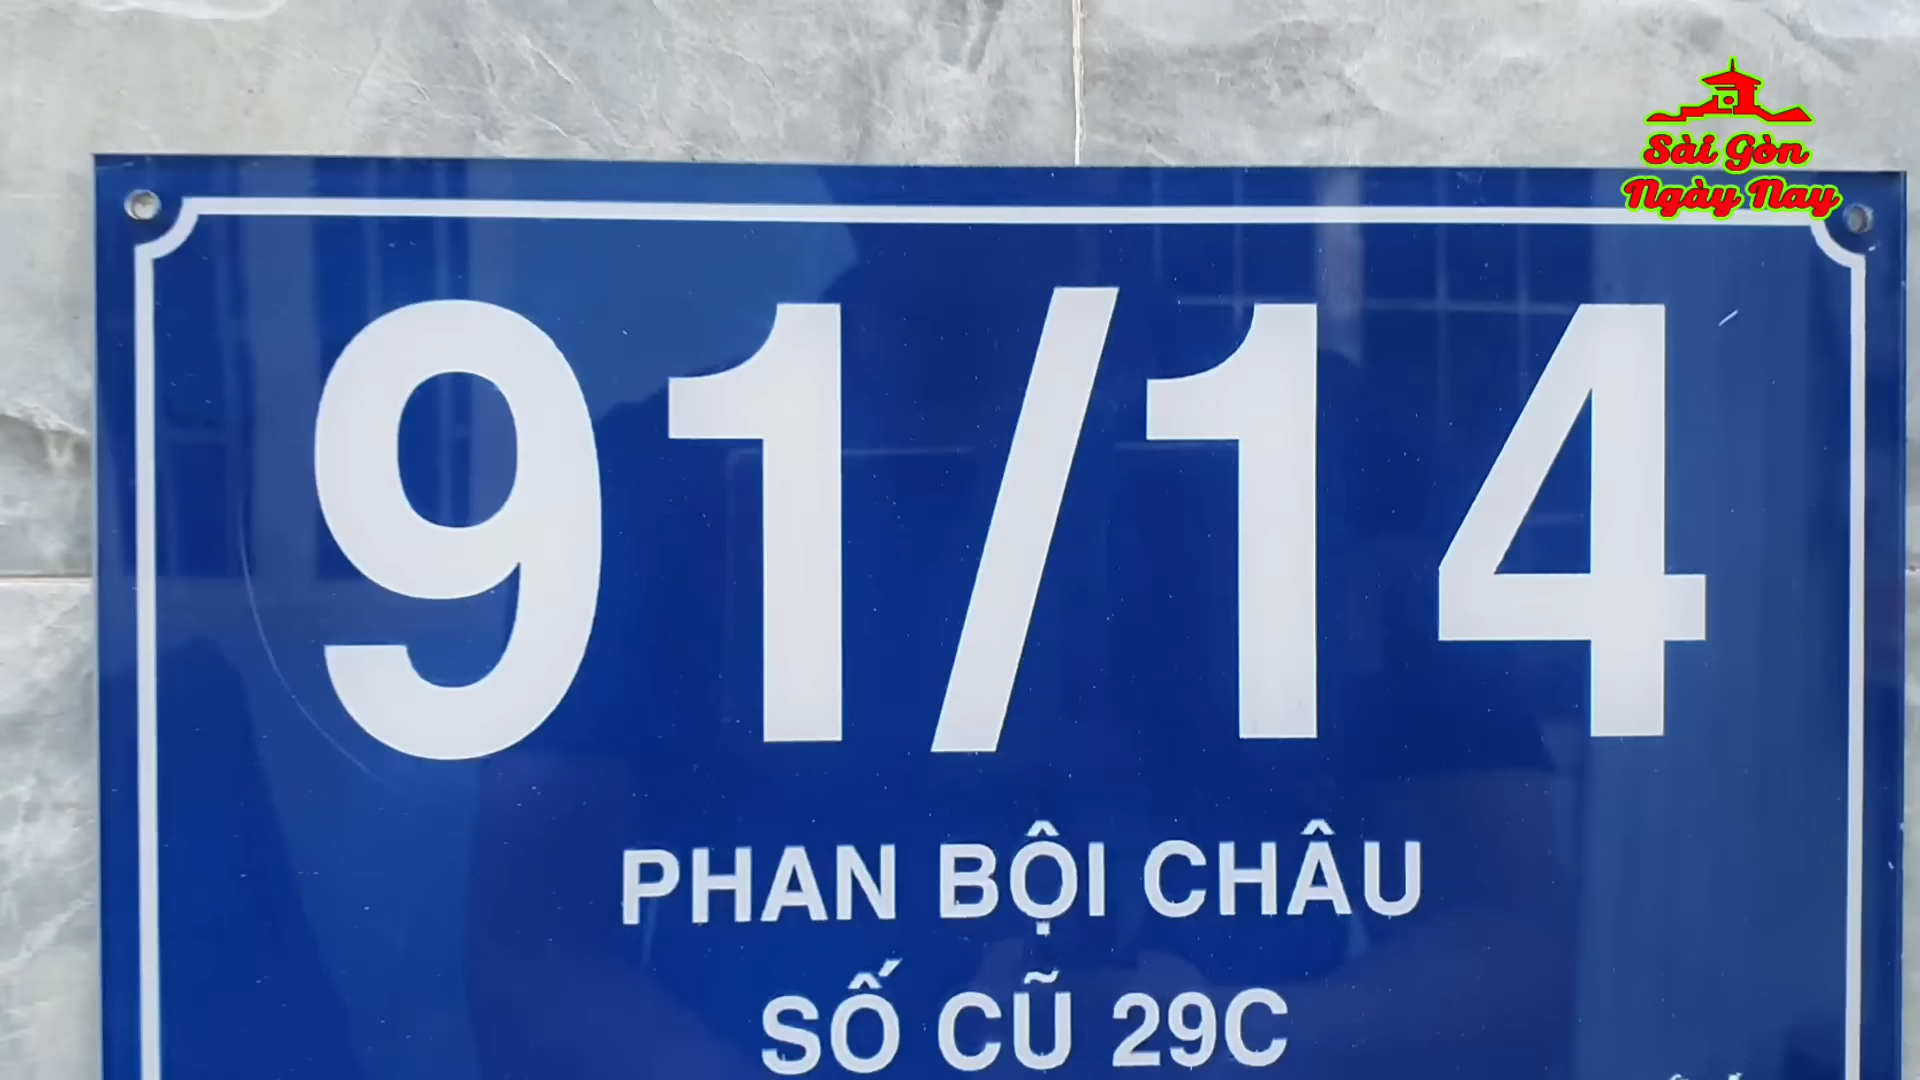 Sài Gòn
Ngày Nay
91/14
PHAN BỘI CHÂU
SỐ CŨ 29C